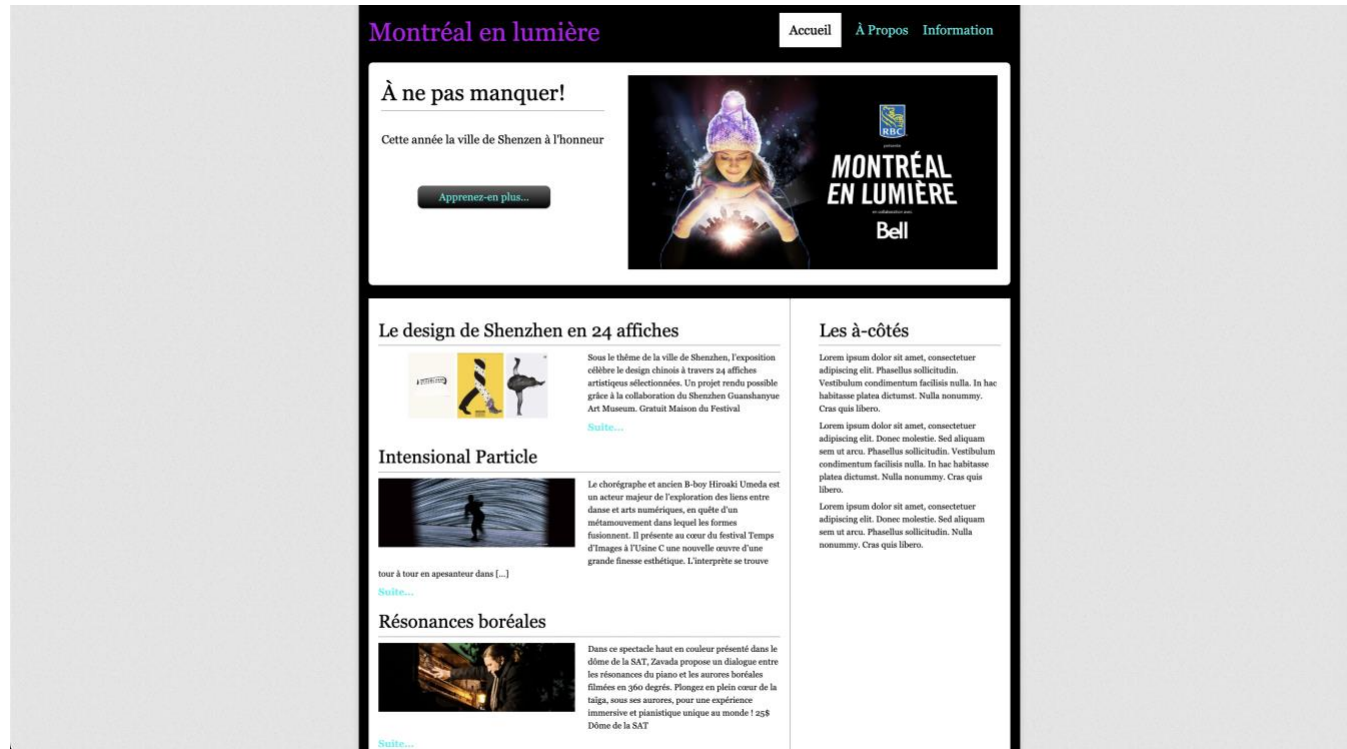 Montréal en lumière
Accueil
À Propos
Information
À ne pas manquer!
Cette année la ville de Shenzen à l'honneur
Apprenez-en plus...
RBC
présente
MONTRÉAL
EN LUMIÈRE
en collaboration avec
Bell
Le design de Shenzhen en 24 affiches
Sous le thème de la ville de Shenzhen, l'exposition
célèbre le design chinois à travers 24 affiches
artistiqeus sélectionnées. Un projet rendu possible
grâce à la collaboration du Shenzhen Guanshanyue
Art Museum. Gratuit Maison du Festival
Suite...
Intensional Particle
Le chorégraphe et ancien B-boy Hiroaki Umeda est
un acteur majeur de l'exploration des liens entre
danse et arts numériques, en quête d'un
métamouvement dans lequel les formes
fusionnent. Il présente au cœur du festival Temps
d'Images à l'Usine C une nouvelle œuvre d'une
grande finesse esthétique. L'interprète se trouve
tour à tour en apesanteur dans [...]
Suite...
Résonances boréales
Dans ce spectacle haut en couleur présenté dans le
dôme de la SAT, Zavada propose un dialogue entre
les résonances du piano et les aurores boréales
filmées en 360 degrés. Plongez en plein cœur de la
taïga, sous ses aurores, pour une expérience
immersive et pianistique unique au monde ! 25$
Dôme de la SAT
Suite...
Les à-côtés
Lorem ipsum dolor sit amet, consectetuer
adipiscing elit. Phasellus sollicitudin.
Vestibulum condimentum facilisis nulla. In hac
habitasse platea dictumst. Nulla nonummy.
Cras quis libero.
Lorem ipsum dolor sit amet, consectetuer
adipiscing elit. Donec molestie. Sed aliquam
sem ut arcu. Phasellus sollicitudin. Vestibulum
condimentum facilisis nulla. In hac habitasse
platea dictumst. Nulla nonummy. Cras quis
libero.
Lorem ipsum dolor sit amet, consectetuer
adipiscing elit. Donec molestie. Sed aliquam
sem ut arcu. Phasellus sollicitudin. Nulla
nonummy. Cras quis libero.